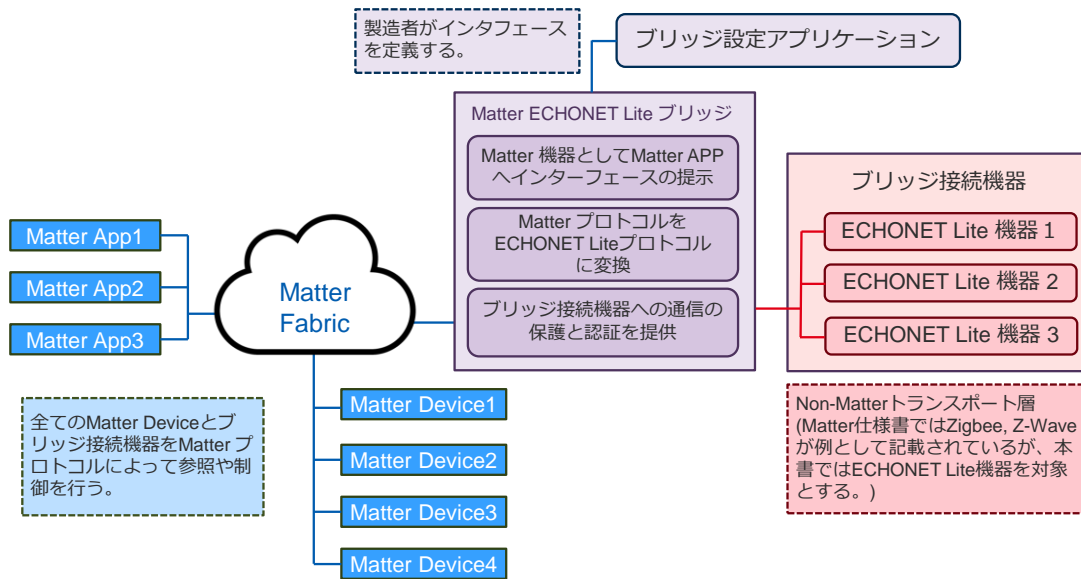 製造者がインタフェース
を定義する。
ブリッジ設定アプリケーション
Matter ECHONET Lite ブリッジ
Matter 機器としてMatter APP
へインターフェースの提示
Matter プロトコルを
ECHONET Liteプロトコル
に変換
ブリッジ接続機器への通信の
保護と認証を提供
ブリッジ接続機器
ECHONET Lite 機器 1
ECHONET Lite 機器 2
ECHONET Lite 機器 3
Matter App1
Matter App2
Matter App3
Matter
Fabric
全てのMatter Deviceとブ
リッジ接続機器をMatter プ
ロトコルによって参照や制
御を行う。
Matter Device1
Matter Device2
Matter Device3
Matter Device4
Non-Matterトランスポート層
(Matter仕様書ではZigbee, Z-Wave
が例として記載されているが、本
書ではECHONET Lite機器を対象
とする。)